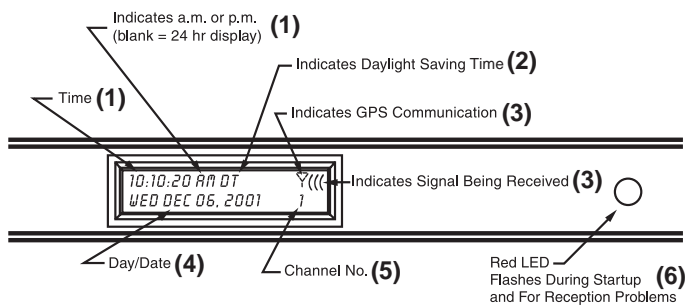 Indicates a.m. or p.m.
(blank = 24 hr display) (1)
Indicates Daylight Saving Time (2)
Time (1)
Indicates GPS Communication (3)
10:10:20 AM DT
Indicates Signal Being Received (3)
WED DEC 06, 2001 1
Day/Date (4)
Channel No. (5)
Red LED
Flashes During Startup (6)
and For Reception Problems